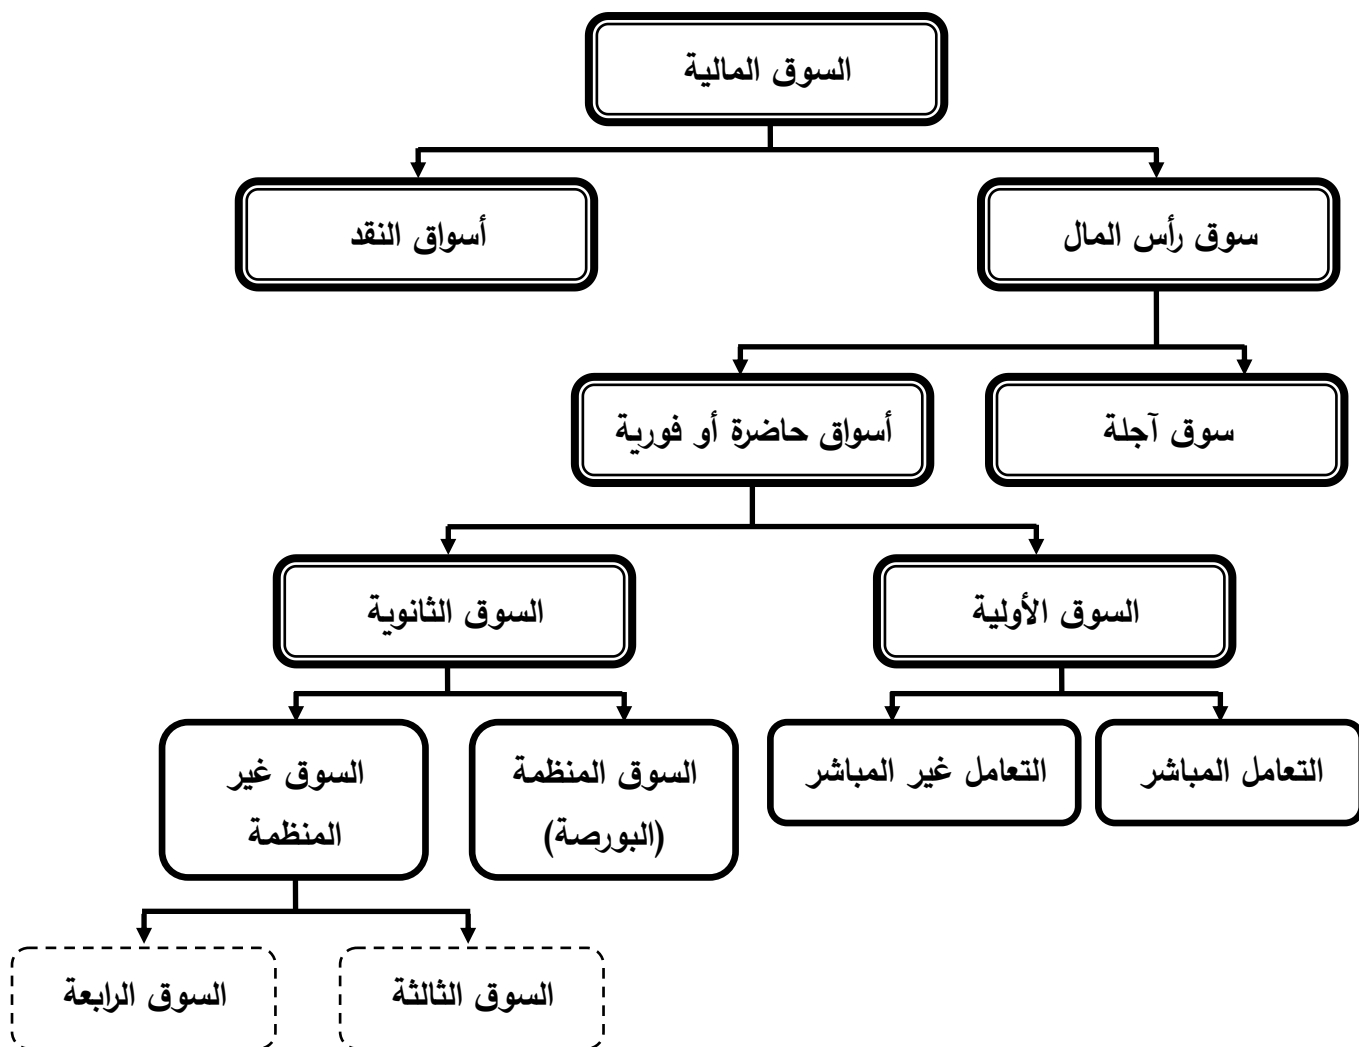 السوق المالية
سوق رأس المال
أسواق النقد
سوق آجلة
أسواق حاضرة أو فورية
السوق الأولية
السوق الثانوية
التعامل المباشر
التعامل غير المباشر
السوق المنظمة
(البورصة)
السوق غير
المنظمة
السوق الثالثة
السوق الرابعة